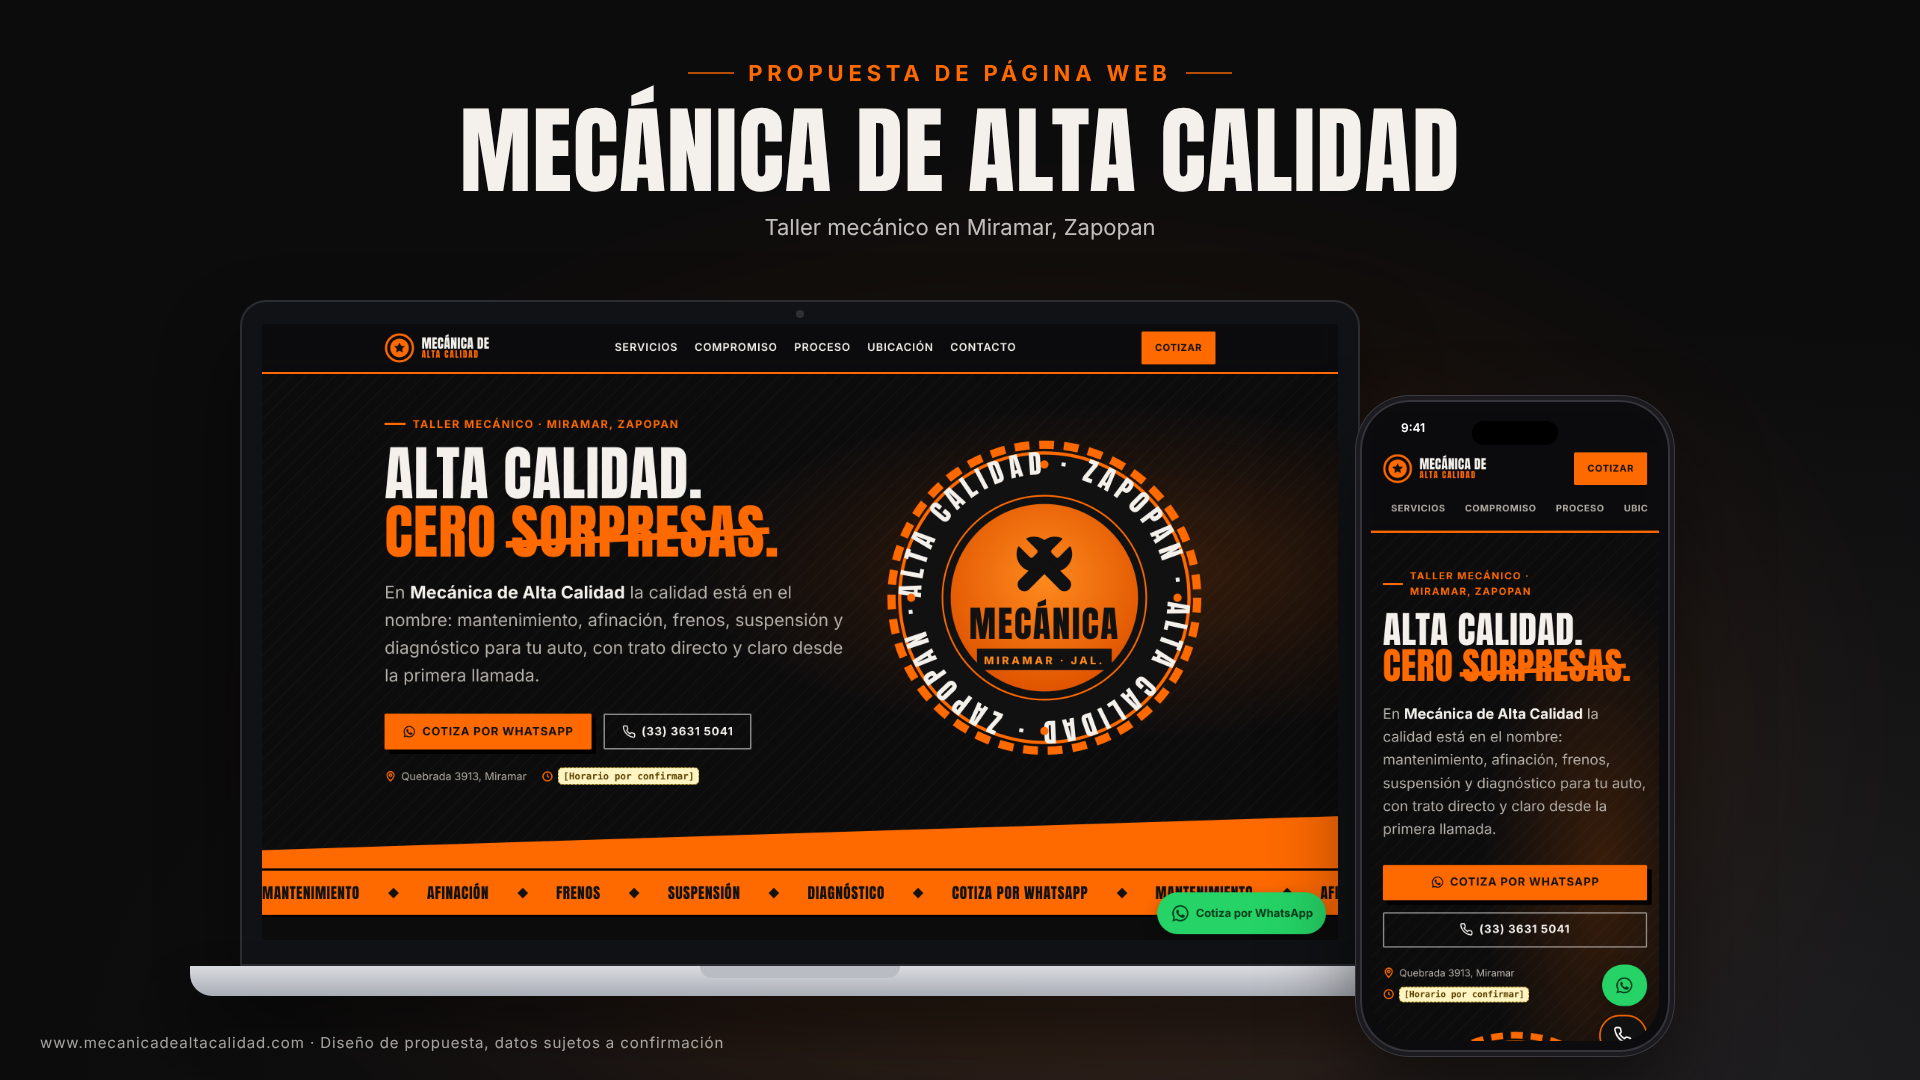 PROPUESTA DE PÁGINA WEB
MECÁNICA DE ALTA CALIDAD
Taller mecánico en Miramar, Zapopan
MECÁNICA DE
ALTA CALIDAD
SERVICIOS COMPROMISO PROCESO UBICACIÓN CONTACTO
COTIZAR
TALLER MECÁNICO · MIRAMAR, ZAPOPAN
ALTA CALIDAD.
CERO SORPRESAS.
En Mecánica de Alta Calidad la calidad está en el
nombre: mantenimiento, afinación, frenos, suspensión y
diagnóstico para tu auto, con trato directo y claro desde
la primera llamada.
COTIZA POR WHATSAPP
(33) 3631 5041
Quebrada 3913, Miramar
[Horario por confirmar]
ALTA CALIDAD · ZAPOPAN · ALTA CALIDAD · ZAPOPAN ·
MECÁNICA
MIRAMAR · JAL.
MANTENIMIENTO ◆ AFINACIÓN ◆ FRENOS ◆ SUSPENSIÓN ◆ DIAGNÓSTICO ◆ COTIZA POR WHATSAPP ◆ MANTENIMIENTO ◆ AFI
Cotiza por WhatsApp
9:41
MECÁNICA DE
ALTA CALIDAD
COTIZAR
SERVICIOS COMPROMISO PROCESO UBIC
TALLER MECÁNICO ·
MIRAMAR, ZAPOPAN
ALTA CALIDAD.
CERO SORPRESAS.
En Mecánica de Alta Calidad la
calidad está en el nombre:
mantenimiento, afinación, frenos,
suspensión y diagnóstico para tu auto,
con trato directo y claro desde la
primera llamada.
COTIZA POR WHATSAPP
(33) 3631 5041
Quebrada 3913, Miramar
[Horario por confirmar]
www.mecanicadealtacalidad.com · Diseño de propuesta, datos sujetos a confirmación